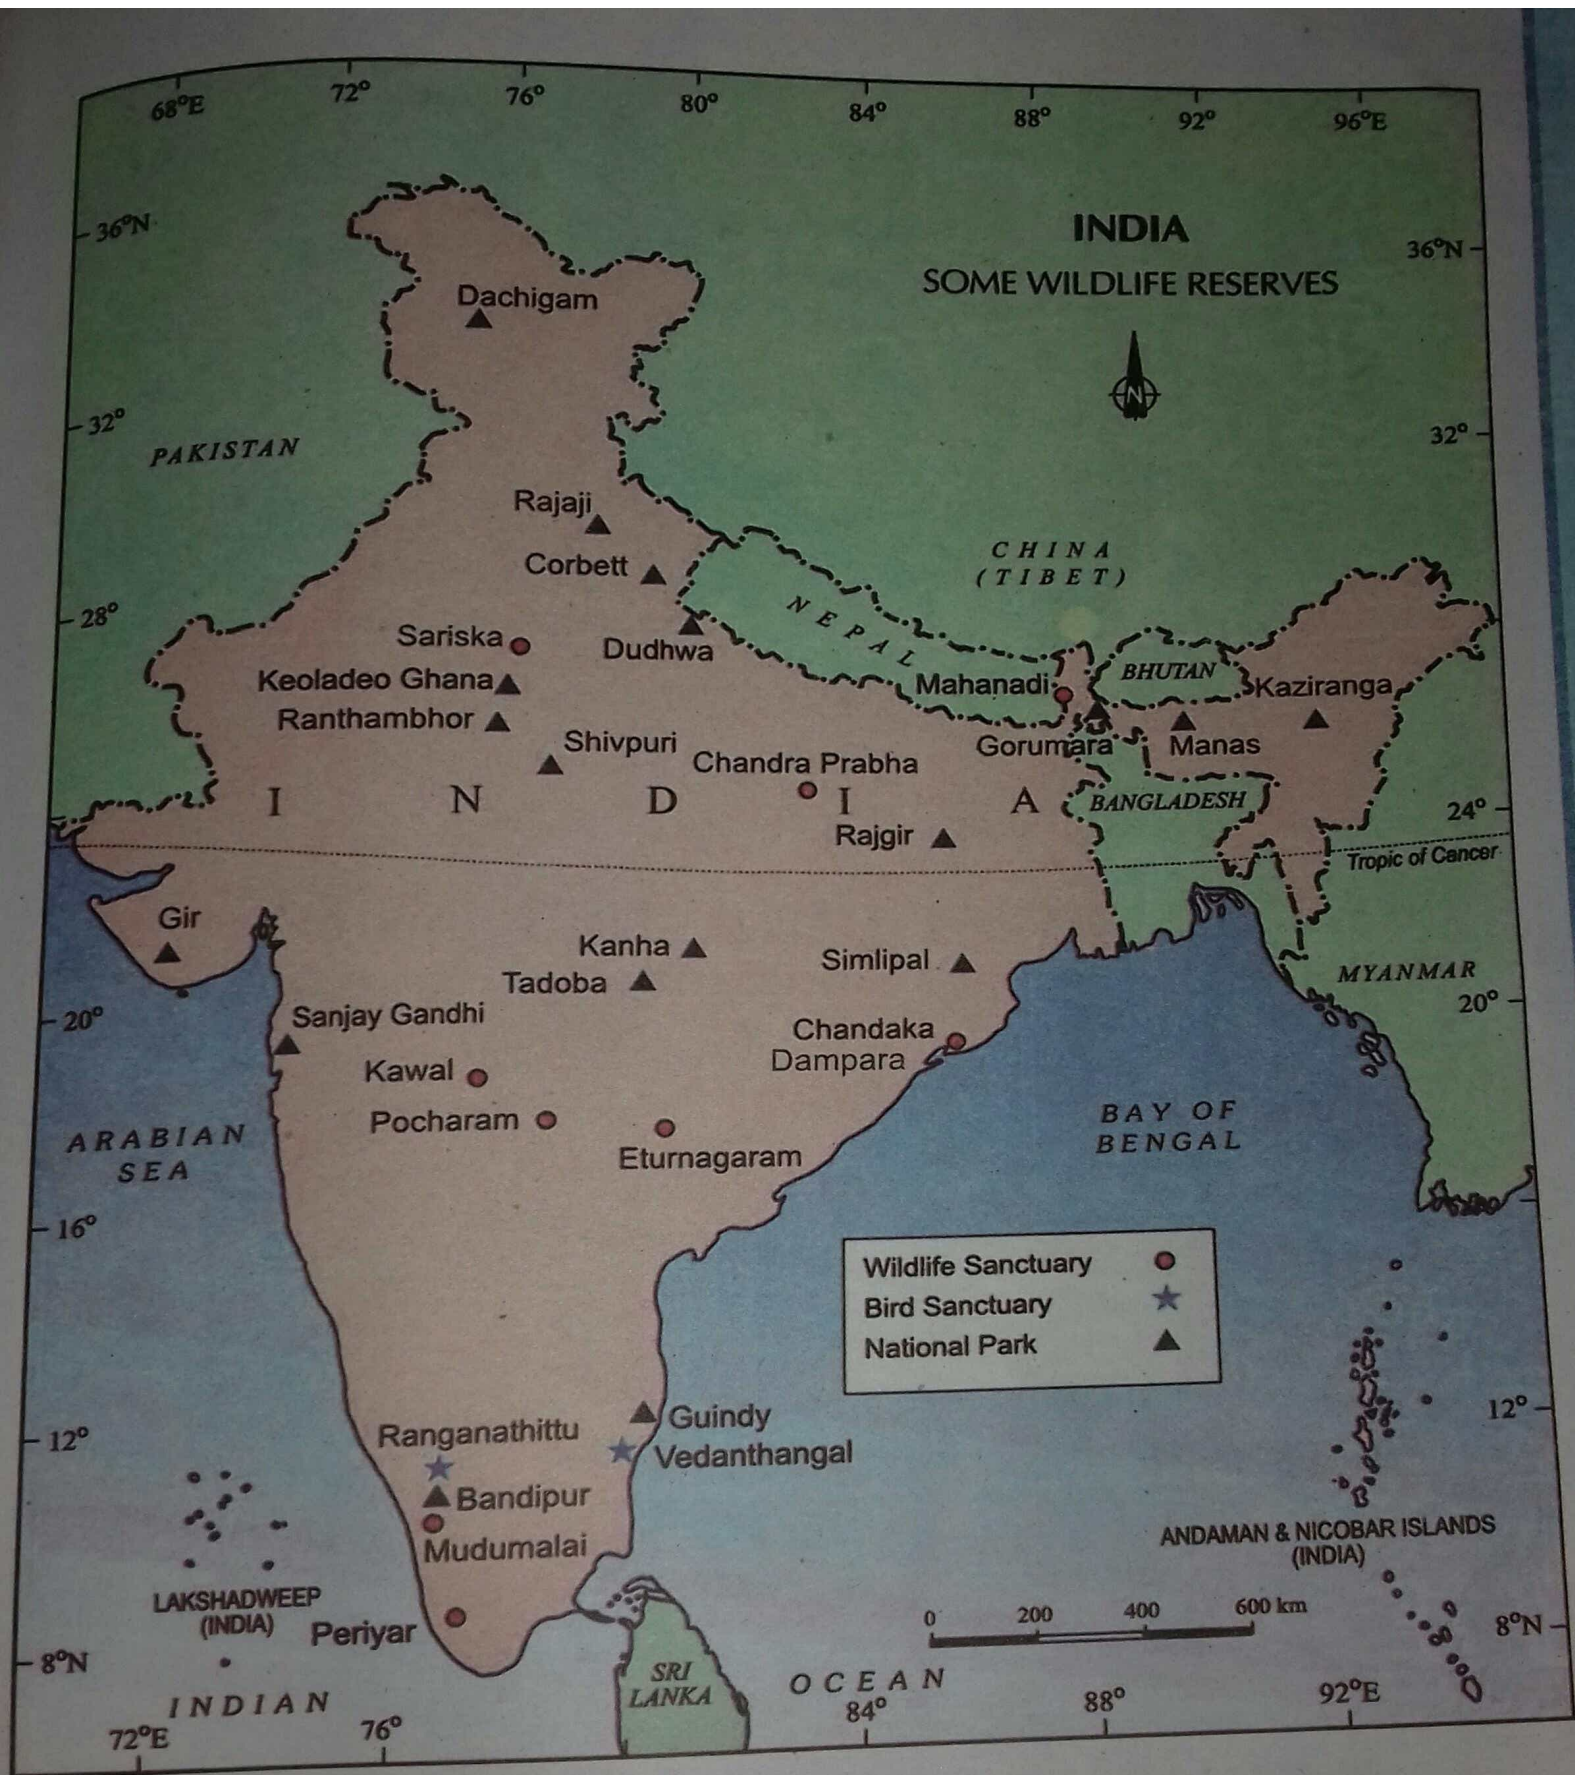 68°E
72°
76°
80°
84°
88°
92°
96°E
36°N
INDIA
36°N
SOME WILDLIFE RESERVES
Dachigam
N
32°
PAKISTAN
32°
Rajaji
Corbett
CHINA
(TIBET)
28°
NEPAL
Sariska
Dudhwa
BHUTAN
Keoladeo Ghana
Mahanadi
Kaziranga
Ranthambhor
Shivpuri
Gorumara
Manas
Chandra Prabha
INDIA
BANGLADESH
24°
Rajgir
Tropic of Cancer
Gir
Kanha
Simlipal
Tadoba
MYANMAR
20°
20°
Sanjay Gandhi
Chandaka
Dampara
Kawal
Pocharam
ARABIAN
SEA
BAY OF
BENGAL
Eturnagaram
16°
Wildlife Sanctuary
Bird Sanctuary
National Park
12°
Ranganathittu
Guindy
12°
Vedanthangal
Bandipur
Mudumalai
ANDAMAN & NICOBAR ISLANDS
(INDIA)
LAKSHADWEEP
(INDIA)
Periyar
0 200 400 600 km
8°N
8°N
SRI
LANKA
INDIAN
OCEAN
72°E
76°
84°
88°
92°E